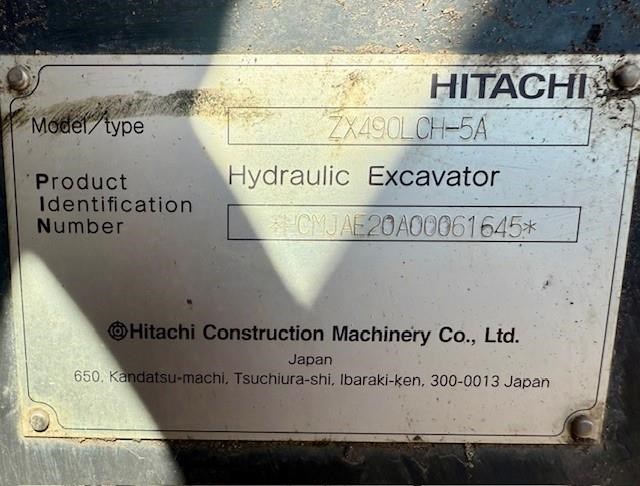 HITACHI
Model/type ZX490LCH-5A
Hydraulic Excavator
Product
Identification
Number
*HCMJAE20A00061645*
Hitachi Construction Machinery Co., Ltd.
Japan
650, Kandatsu-machi, Tsuchiura-shi, Ibaraki-ken, 300-0013 Japan